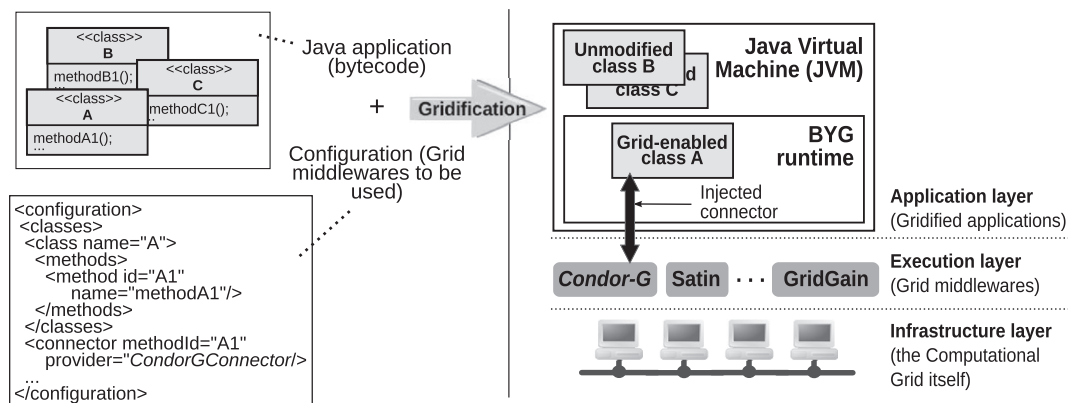 <<class>>
B
methodB1();
...
<<class>>
C
methodC1();
..
<<class>>
A
methodA1();
...
Java application
(bytecode)
+
Gridification
Configuration (Grid
middlewares to be
used)
<configuration>
<classes>
<class name="A">
<methods>
<method id="A1"
name="methodA1"/>
</methods>
</classes>
<connector methodId="A1"
provider="CondorGConnector/>
...
</configuration>
Unmodified
class B
d
class C
Java Virtual
Machine (JVM)
Grid-enabled
class A
BYG
runtime
Injected
connector
Application layer
(Gridified applications)
Condor-G
Satin
...
GridGain
Execution layer
(Grid middlewares)
Infrastructure layer
(the Computational
Grid itself)